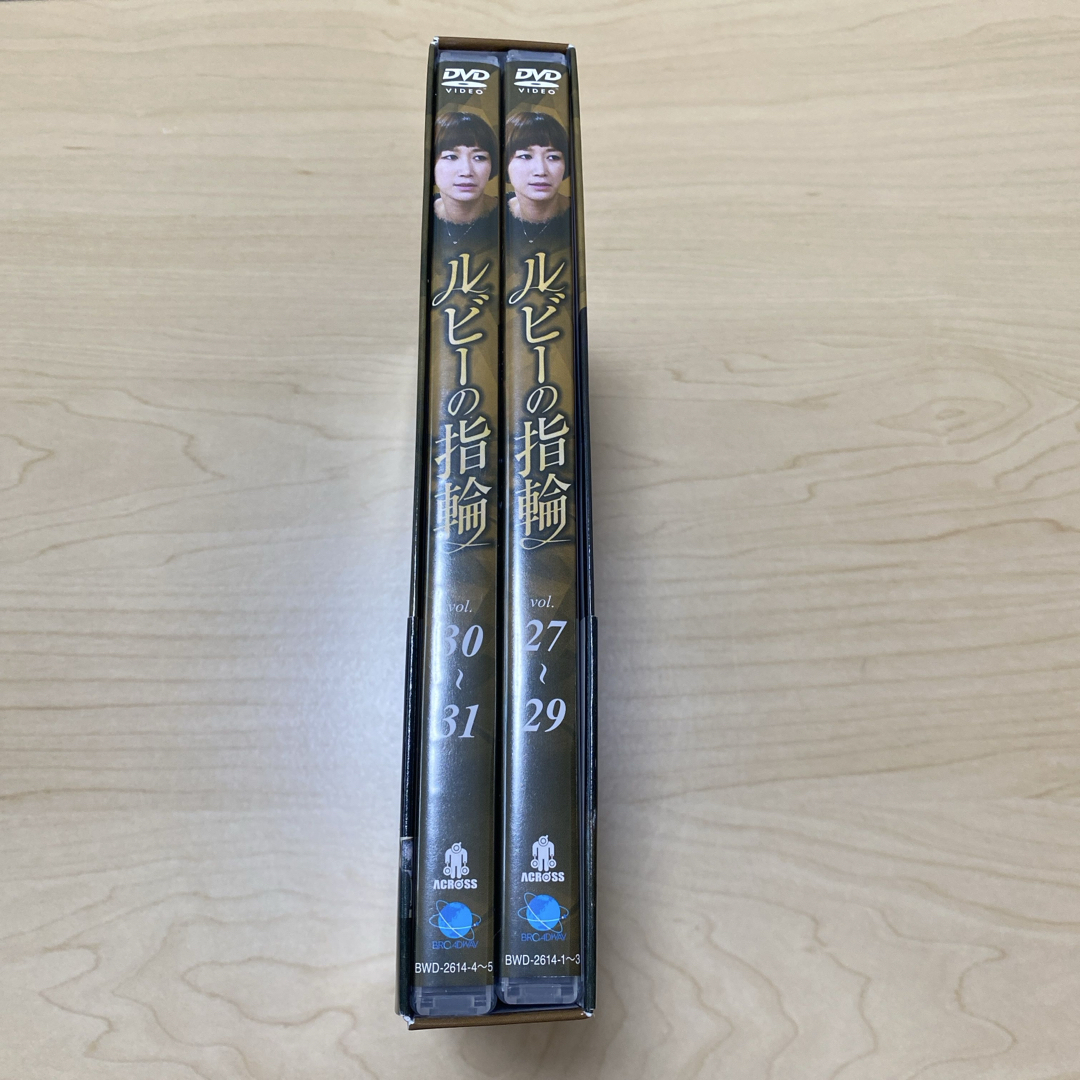 DVD
VIDEO
ルビーの指輪
vol.
30
~
31
ACROSS
BROADWAY
BWD-2614-4～5
DVD
VIDEO
ルビーの指輪
vol.
27
~
29
ACROSS
BROADWAY
BWD-2614-1～3